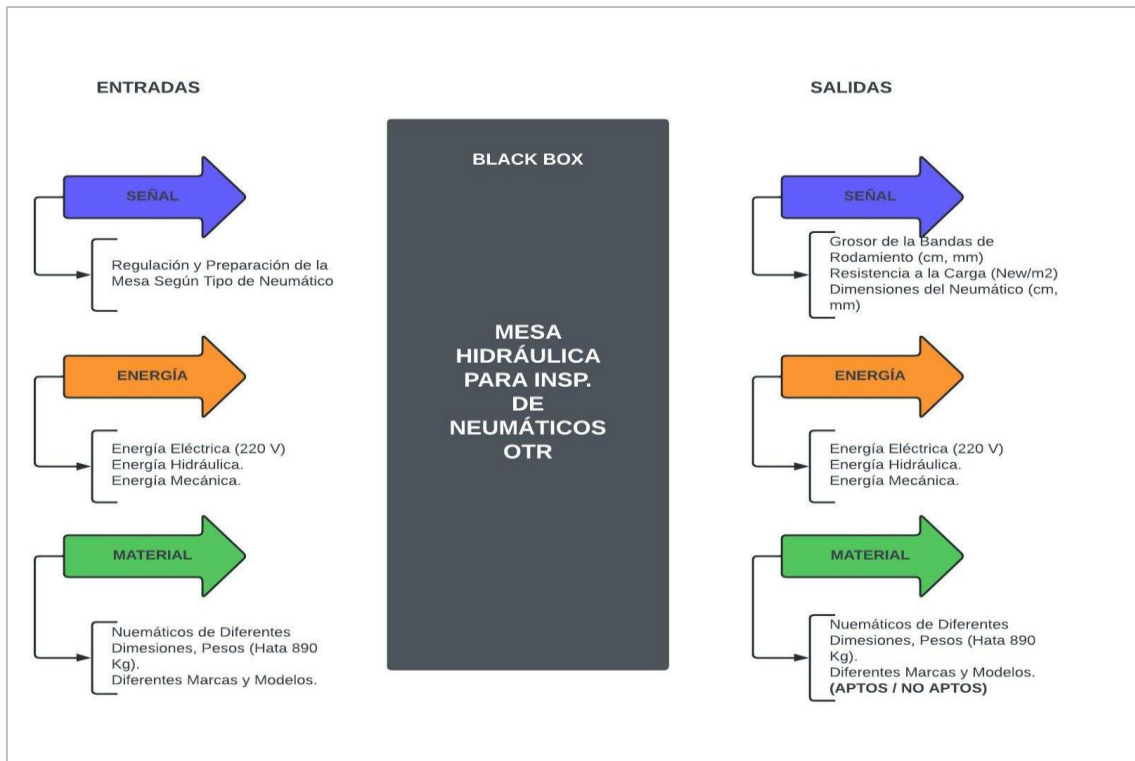 ENTRADAS
SEÑAL
Regulación y Preparación de la
Mesa Según Tipo de Neumático
ENERGÍA
Energía Eléctrica (220 V)
Energía Hidráulica.
Energía Mecánica.
MATERIAL
Nuemáticos de Diferentes
Dimesiones, Pesos (Hata 890
Kg).
Diferentes Marcas y Modelos.
BLACK BOX
MESA
HIDRÁULICA
PARA INSP.
DE
NEUMÁTICOS
OTR
SALIDAS
SEÑAL
Grosor de la Bandas de
Rodamiento (cm, mm)
Resistencia a la Carga (New/m2)
Dimensiones del Neumático (cm,
mm)
ENERGÍA
Energía Eléctrica (220 V)
Energía Hidráulica.
Energía Mecánica.
MATERIAL
Nuemáticos de Diferentes
Dimesiones, Pesos (Hata 890
Kg).
Diferentes Marcas y Modelos.
(APTOS / NO APTOS)